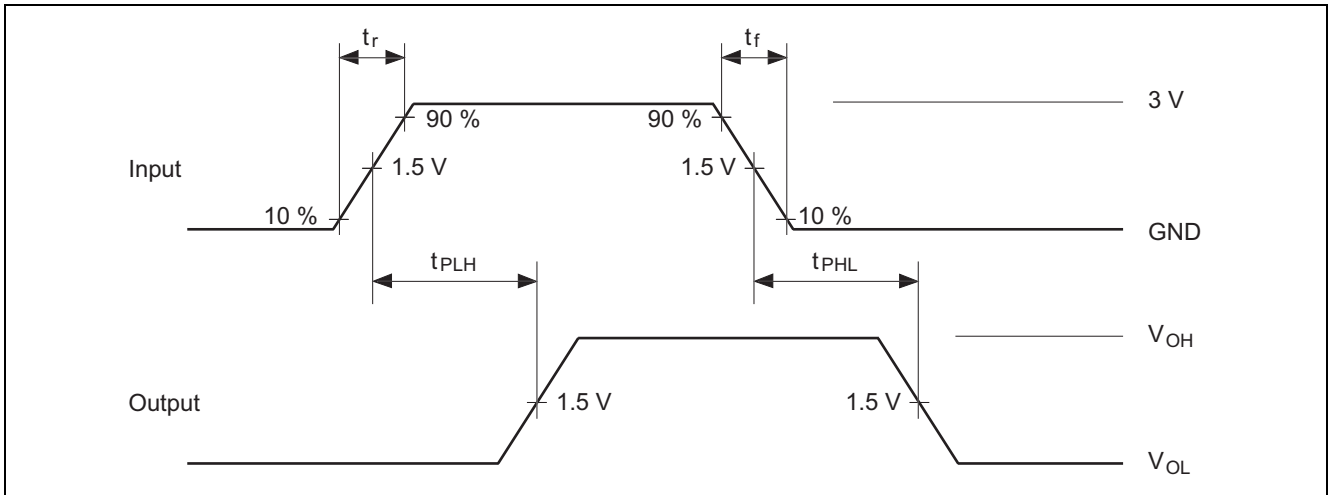 tr
tf
3 V
90 %
90 %
Input
1.5 V
1.5 V
10 %
10 %
GND
tPLH
tPHL
VOH
Output
1.5 V
1.5 V
VOL